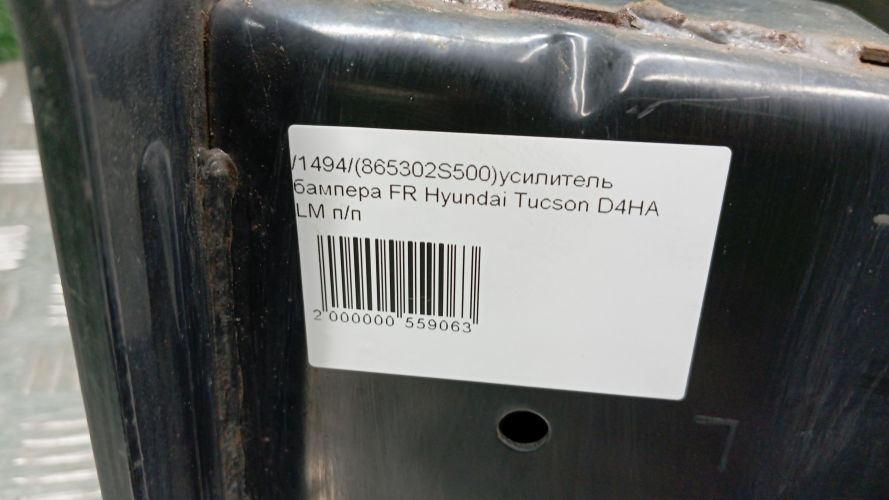 /1494/(865302S500)усилитель
бампера FR Hyundai Tucson D4HA
LM п/п
2 000000 559063